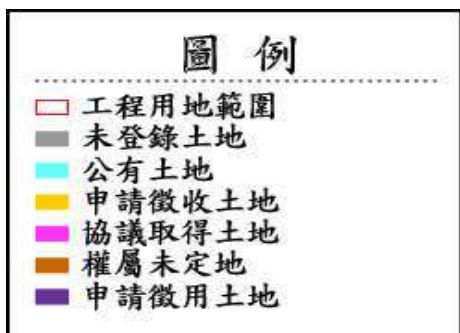 圖 例
工程用地範圍
未登錄土地
公有土地
申請徵收土地
協議取得土地
權屬未定地
申請徵用土地